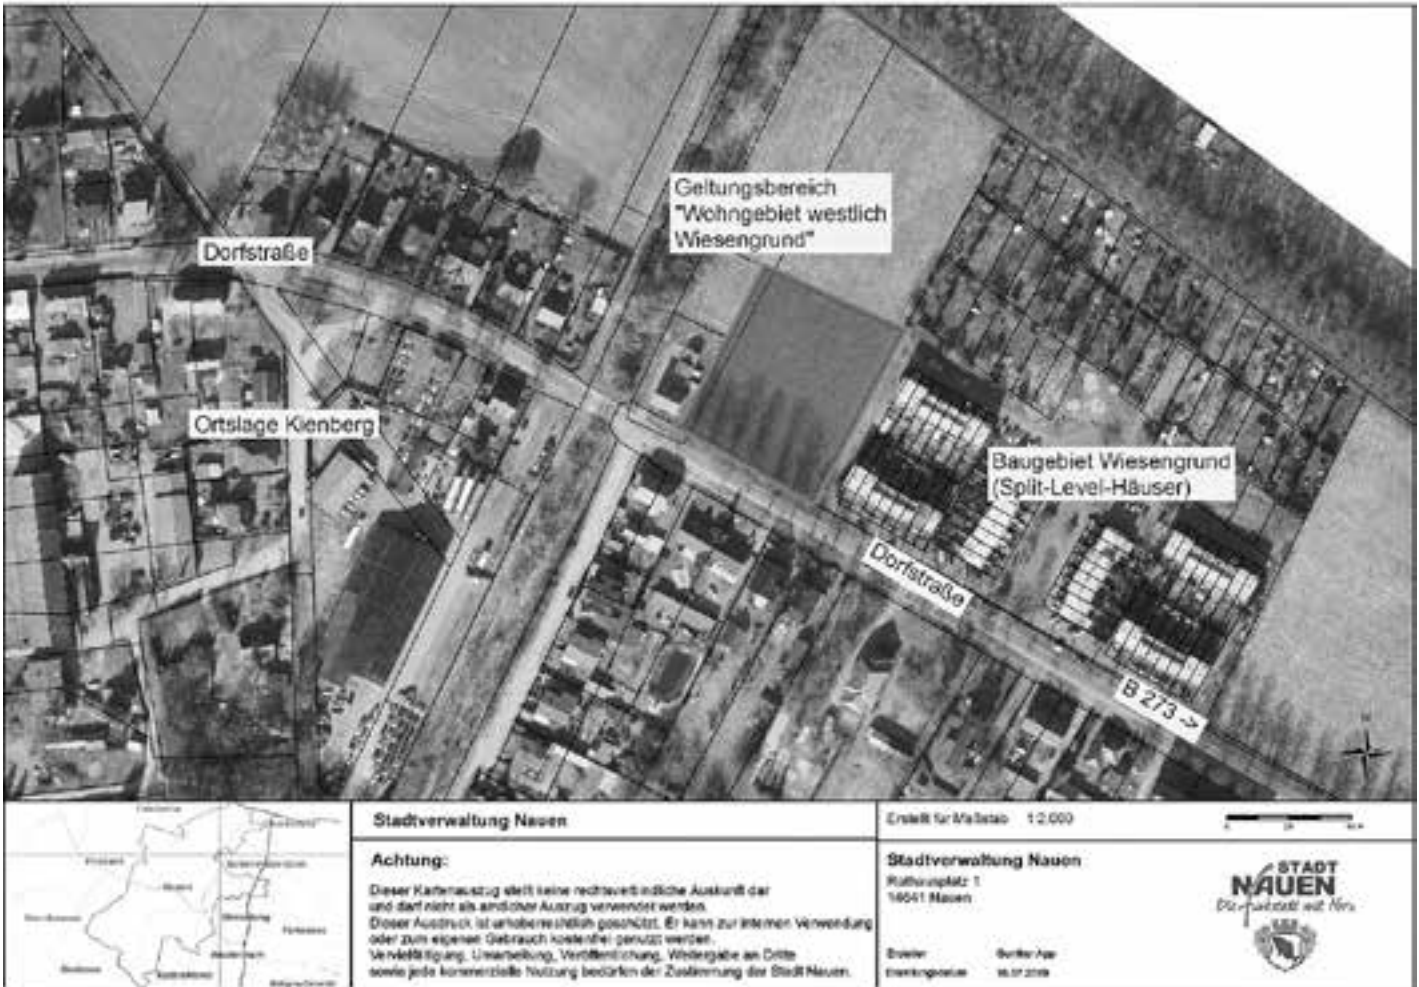 Geltungsbereich
"Wohngebiet westlich
Wiesengrund"
Dorfstraße
Ortslage Kienberg
Baugebiet Wiesengrund
(Split-Level-Häuser)
Dorfstraße
B 273 ->
Stadtverwaltung Nauen
Achtung:
Dieser Kartenauszug stellt keine rechtsverbindliche Auskunft dar
und darf nicht als amtlicher Auszug verwendet werden.
Dieser Ausdruck ist urheberrechtlich geschützt. Er kann zur internen Verwendung
oder zum eigenen Gebrauch kostenfrei genutzt werden.
Vervielfältigung, Umarbeitung, Veröffentlichung, Weitergabe an Dritte
sowie jede kommerzielle Nutzung bedürfen der Zustimmung der Stadt Nauen.
Erstellt für Maßstab 1:2.000
Stadtverwaltung Nauen
Rathausplatz 1
14641 Nauen
Ersteller
Erstellungsdatum
STADT
NAUEN